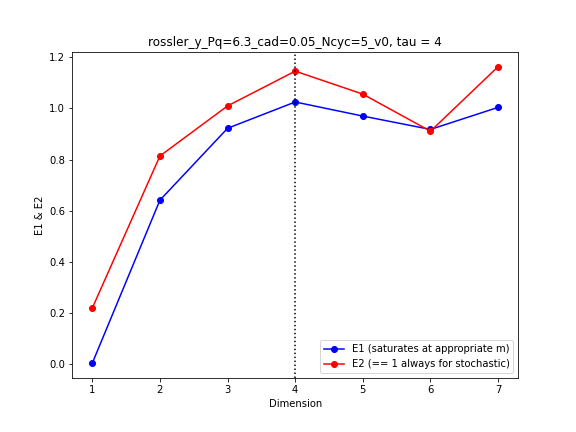 rossler_y_Pq=6.3_cad=0.05_Ncyc=5_v0, tau = 4
1.2
1.0
0.8
0.6
0.4
0.2
0.0
E1 & E2
E1 (saturates at appropriate m)
E2 (== 1 always for stochastic)
1 2 3 4 5 6 7
Dimension